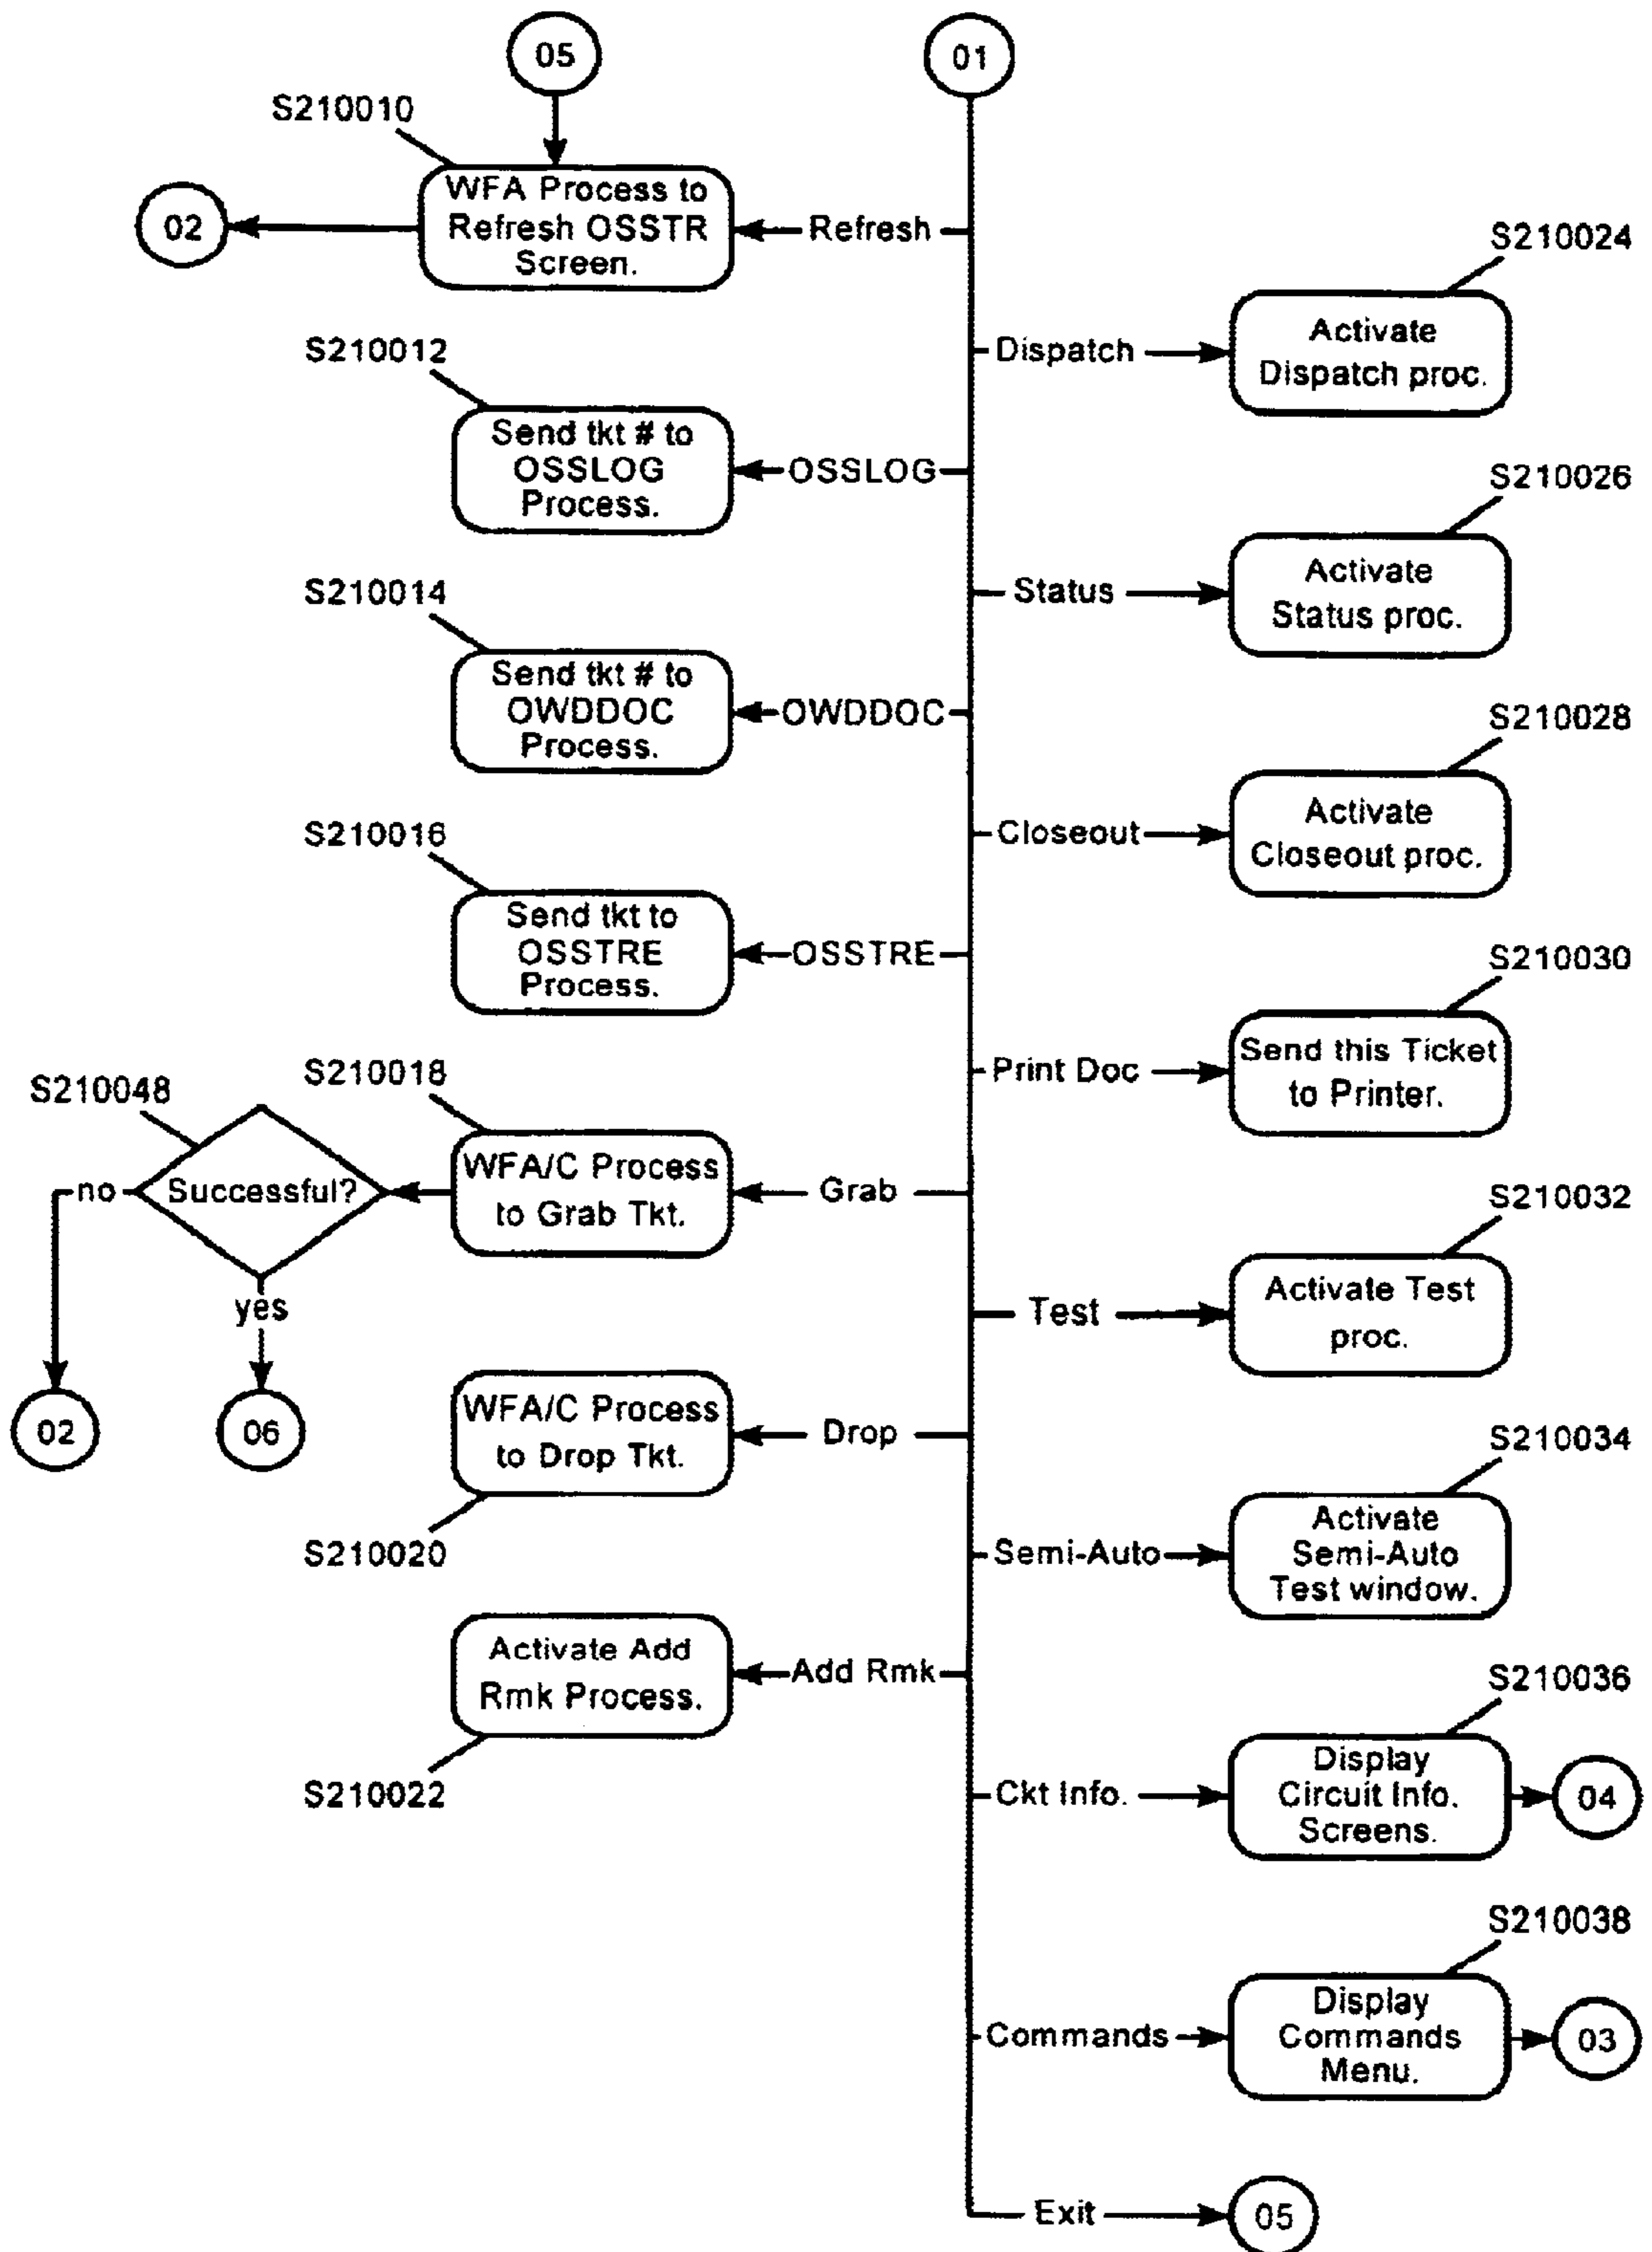 05
01
S210010
WFA Process to
Refresh OSSTR
Screen.
02
Refresh
S210024
Dispatch
Activate
Dispatch proc.
S210012
Send tkt # to
OSSLOG
Process.
OSSLOG
S210026
Status
Activate
Status proc.
S210014
Send tkt # to
OWDDOC
Process.
OWDDOC
S210028
Closeout
Activate
Closeout proc.
S210016
Send tkt to
OSSTRE
Process.
OSSTRE
S210030
Print Doc
Send this Ticket
to Printer.
S210048
S210018
no
Successful?
WFA/C Process
to Grab Tkt.
Grab
yes
02
06
S210032
Test
Activate Test
proc.
WFA/C Process
to Drop Tkt.
Drop
S210020
S210034
Semi-Auto
Activate
Semi-Auto
Test window.
Activate Add
Rmk Process.
Add Rmk
S210022
S210036
Ckt Info.
Display
Circuit Info.
Screens.
04
S210038
Commands
Display
Commands
Menu.
03
Exit
05